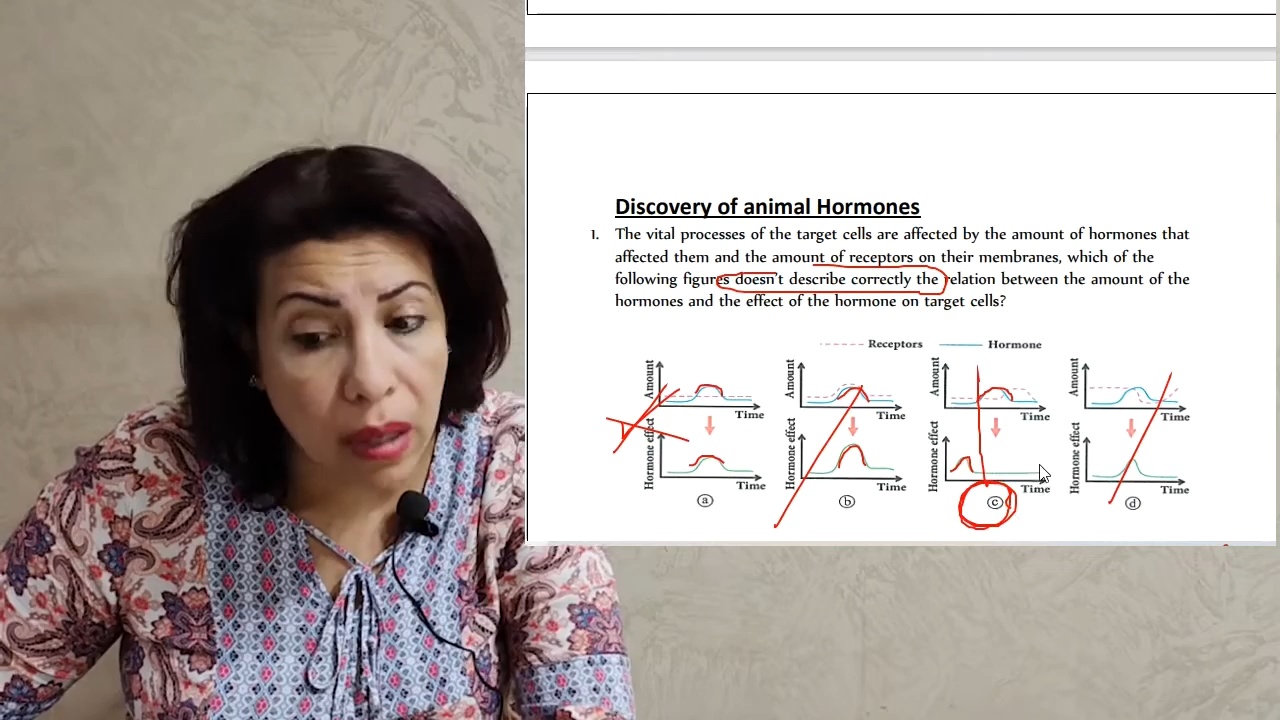 Discovery of animal Hormones
1. The vital processes of the target cells are affected by the amount of hormones that
affected them and the amount of receptors on their membranes, which of the
following figures doesn't describe correctly the relation between the amount of the
hormones and the effect of the hormone on target cells?
Receptors Hormone
Amount Amount Amount Amount
Time Time Time Time
Hormone effect Hormone effect Hormone effect Hormone effect
Time Time Time Time
a b c d